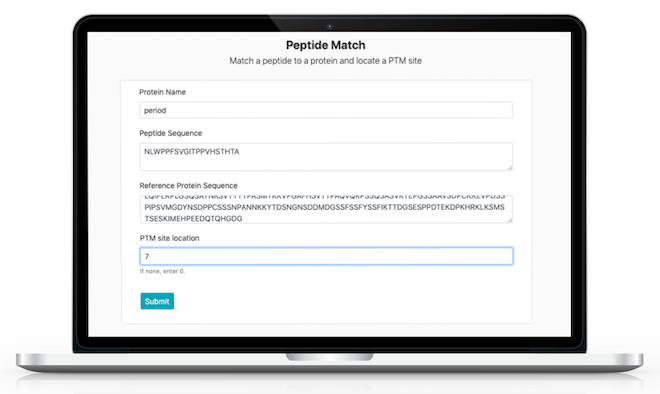 Peptide Match
Match a peptide to a protein and locate a PTM site
Protein Name
period
Peptide Sequence
NLWPPFSVGITPPVHSTHTA
Reference Protein Sequence
PIPSVMGDYNSDPPCSSSNPANNKKYTDSNGNSDDMDGSSFSSFYSSFIKTTDGSESPPDTEKDPKHRKLKSMS
TSESKIMEHPEEDQTQHGDG
PTM site location
7
If none, enter 0.
Submit